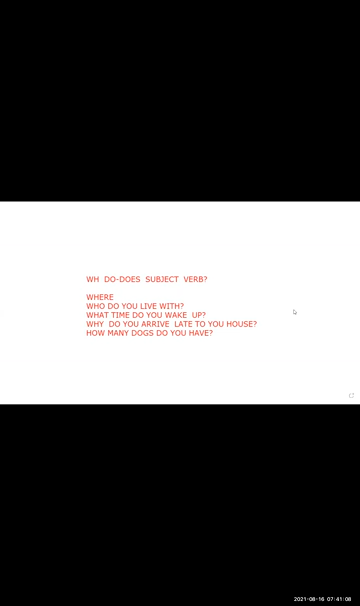 WH DO-DOES SUBJECT VERB?
WHERE
WHO DO YOU LIVE WITH?
WHAT TIME DO YOU WAKE UP?
WHY DO YOU ARRIVE LATE TO YOU HOUSE?
HOW MANY DOGS DO YOU HAVE?
2021-08-16 07:41:08